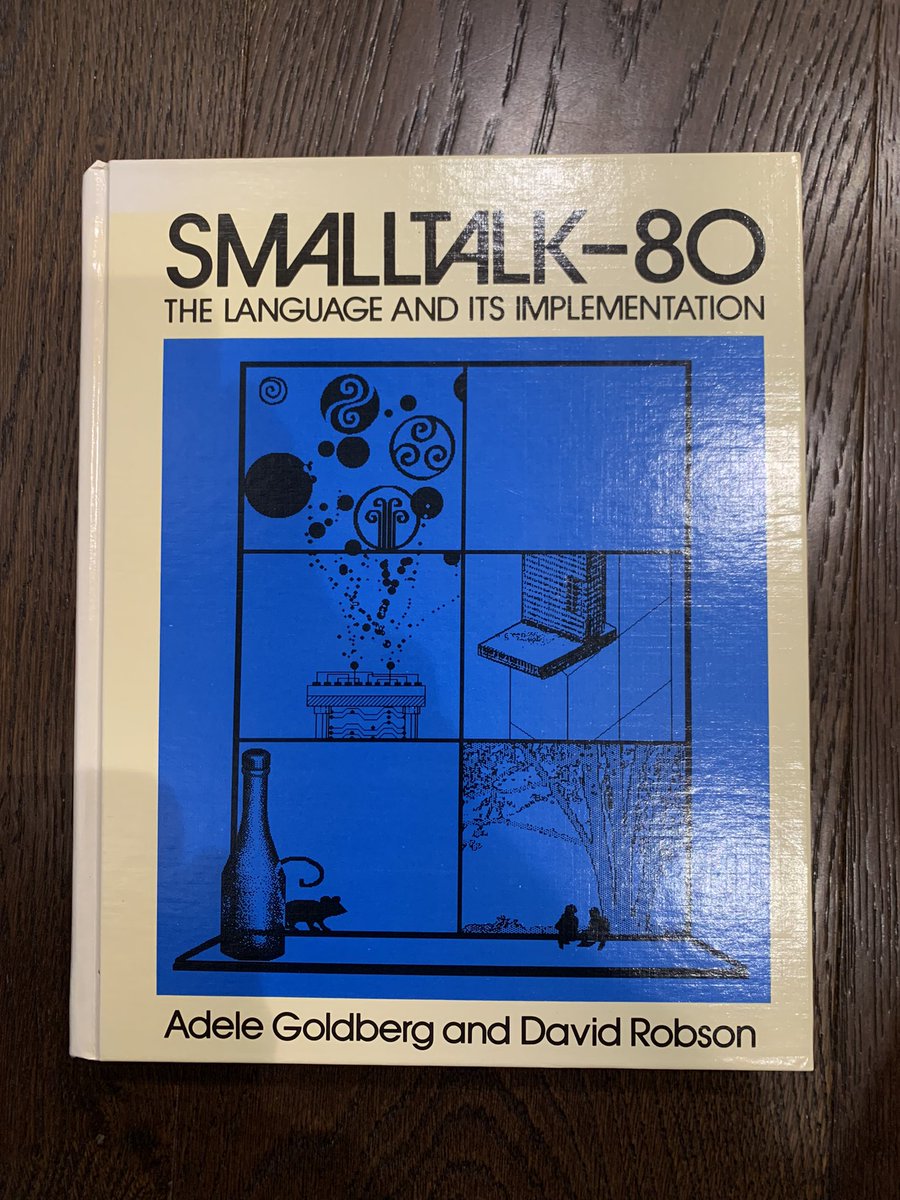 SMALLTALK-80
THE LANGUAGE AND ITS IMPLEMENTATION
Adele Goldberg and David Robson